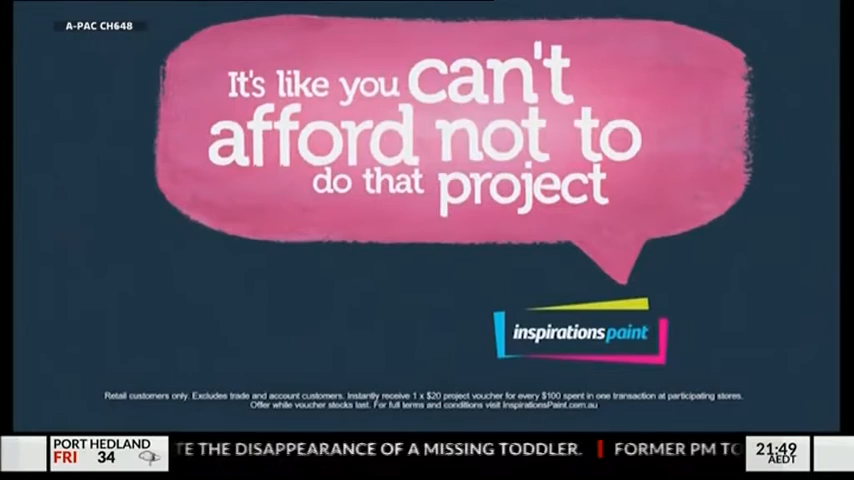 A-PAC CH648
It's like you can't
afford not to
do that project
inspirationspaint
Retail customers only. Excludes trade and account customers. Instantly receive 1 x $20 project voucher for every $100 spent in one transaction at participating stores.
Offer while voucher stocks last. For full terms and conditions visit InspirationsPaint.com.au
PORT HEDLAND
FRI 34
TE THE DISAPPEARANCE OF A MISSING TODDLER. | FORMER PM TO
21:49
AEDT